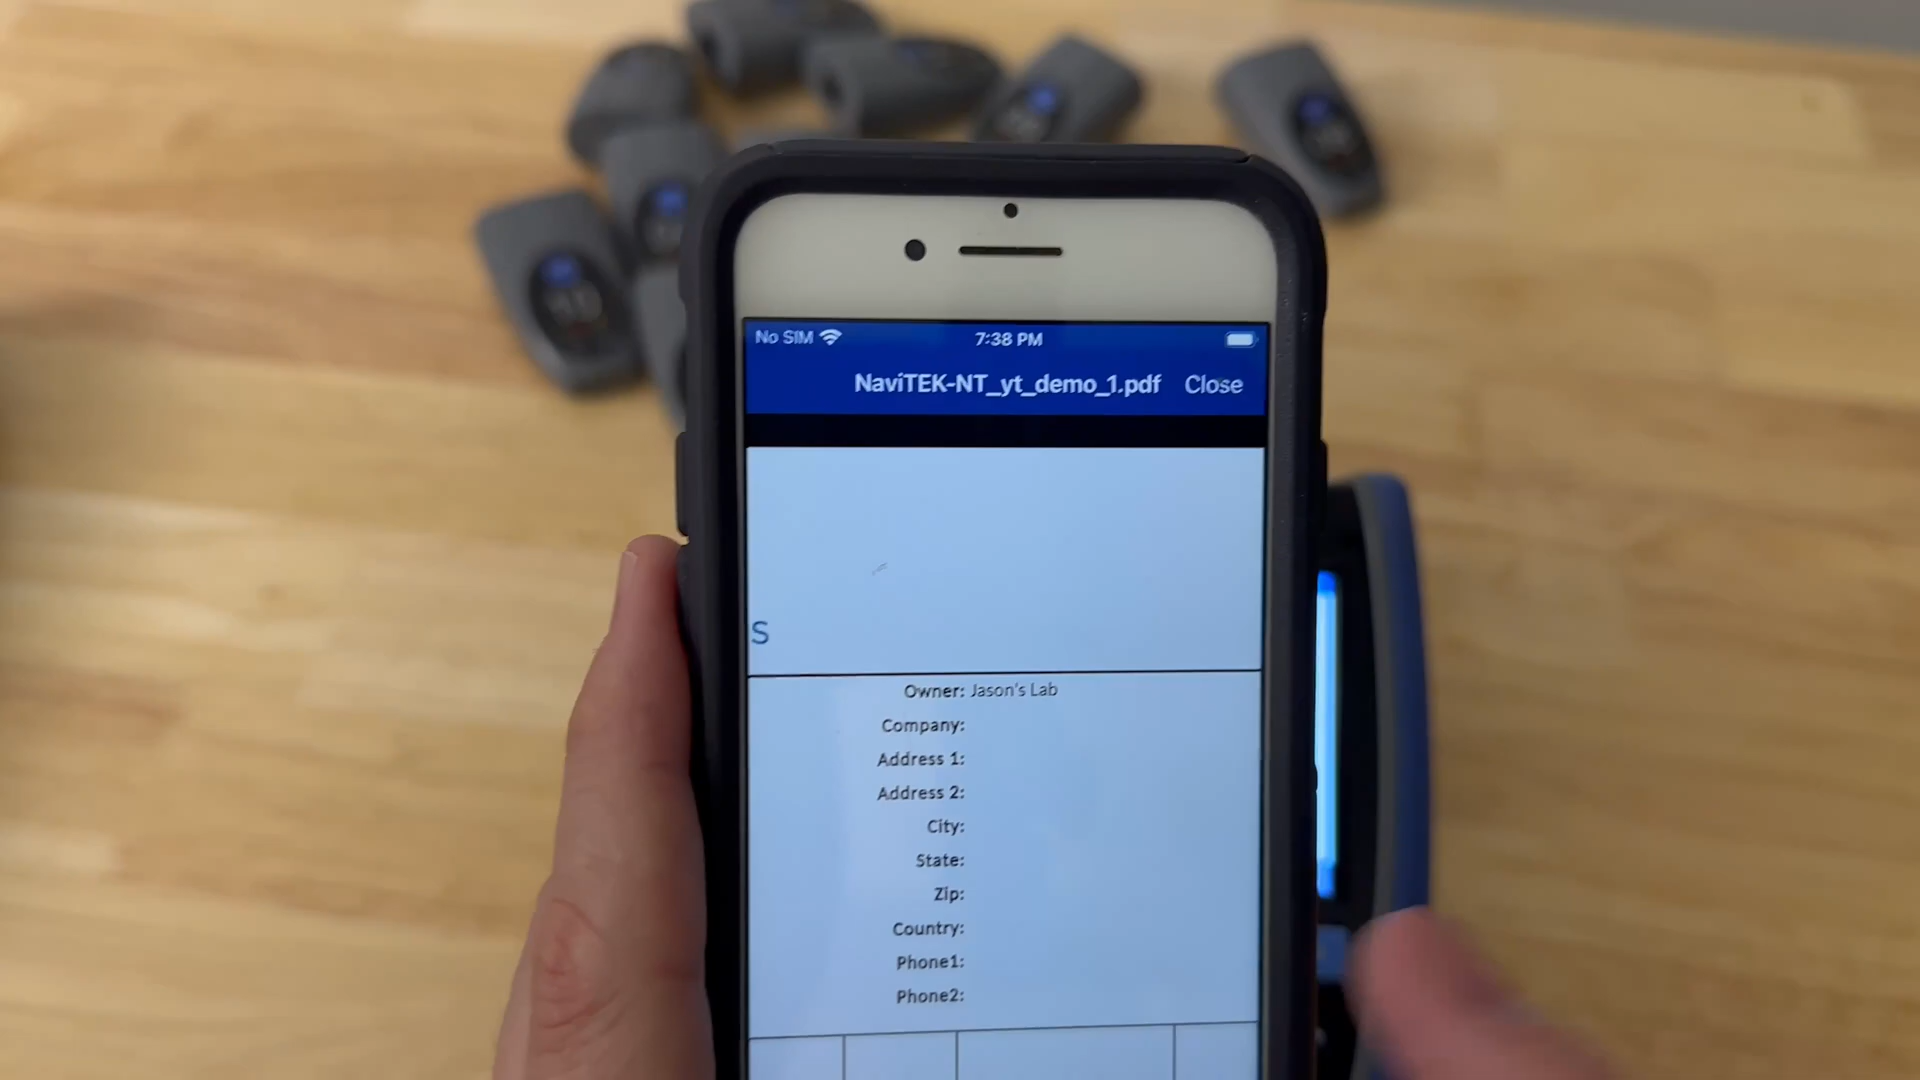 No SIM
7:38 PM
NaviTEK-NT_yt_demo_1.pdf
Close
S
Owner: Jason's Lab
Company:
Address 1:
Address 2:
City:
State:
Zip:
Country:
Phone1:
Phone2: